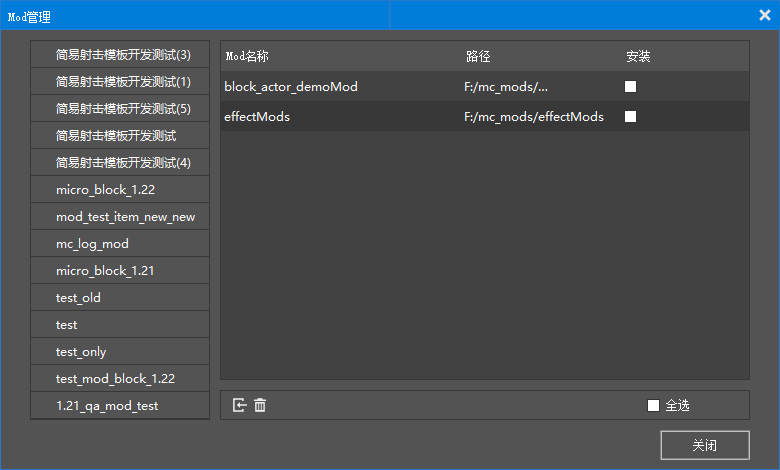 Mod管理
简易射击模板开发测试(3)
简易射击模板开发测试(1)
简易射击模板开发测试(5)
简易射击模板开发测试
简易射击模板开发测试(4)
micro_block_1.22
mod_test_item_new_new
mc_log_mod
micro_block_1.21
test_old
test
test_only
test_mod_block_1.22
1.21_qa_mod_test
Mod名称 路径 安装
block_actor_demoMod F:/mc_mods/...
effectMods F:/mc_mods/effectMods
全选
关闭